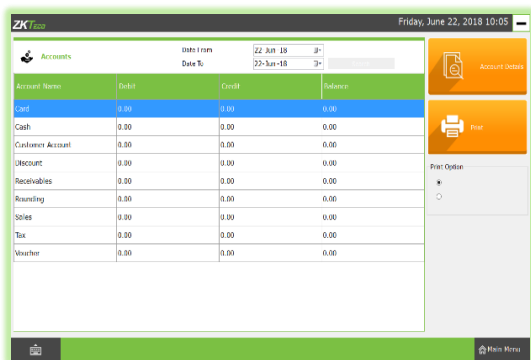 ZKTECO
Friday, June 22, 2018 10:05
Accounts
Date From
22-Jun-18
Date To
22-Jun-18
Account Name Debit Credit Balance
Card 0.00 0.00 0.00
Cash 0.00 0.00 0.00
Customer Account 0.00 0.00 0.00
Discount 0.00 0.00 0.00
Receivables 0.00 0.00 0.00
Rounding 0.00 0.00 0.00
Sales 0.00 0.00 0.00
Tax 0.00 0.00 0.00
Voucher 0.00 0.00 0.00
Account Details
Print
Print Option
Main Menu